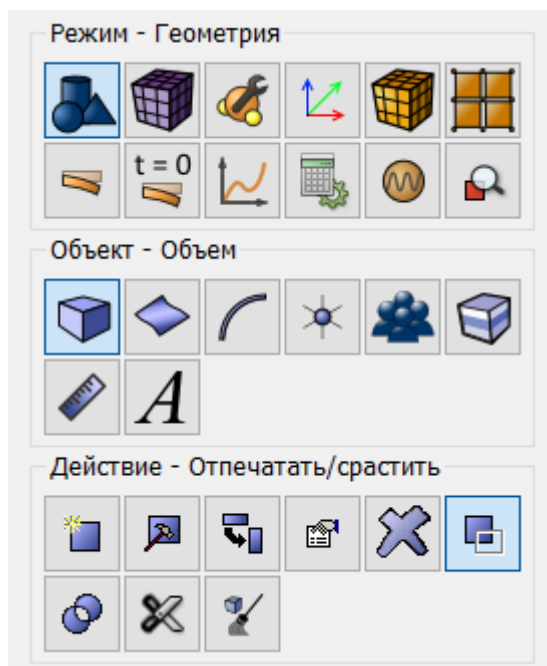 Режим - Геометрия
t = 0
Объект - Объем
A
Действие - Отпечатать/срастить